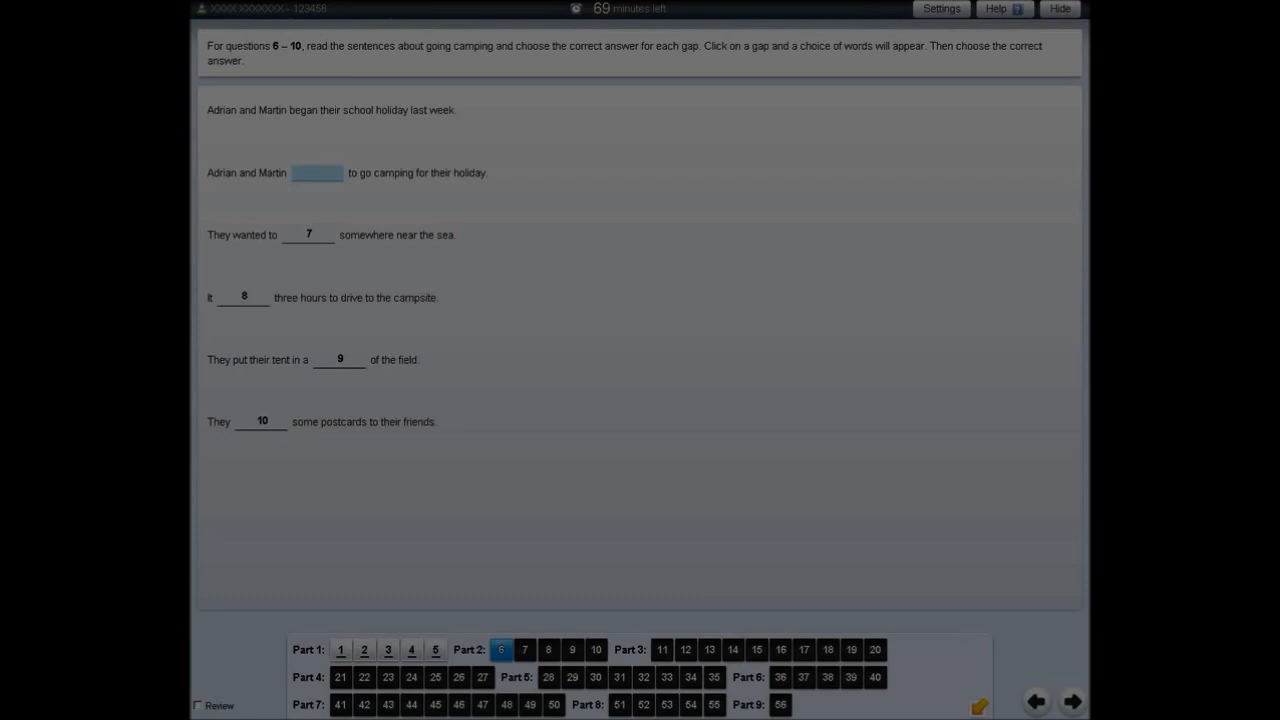 XXXX XXXXXXX - 123456 69 minutes left Settings Help ? Hide
For questions 6 – 10, read the sentences about going camping and choose the correct answer for each gap. Click on a gap and a choice of words will appear. Then choose the correct
answer.
Adrian and Martin began their school holiday last week.
Adrian and Martin to go camping for their holiday.
They wanted to 7 somewhere near the sea.
It 8 three hours to drive to the campsite.
They put their tent in a 9 of the field.
They 10 some postcards to their friends.
Part 1: 1 2 3 4 5 Part 2: 6 7 8 9 10 Part 3: 11 12 13 14 15 16 17 18 19 20
Part 4: 21 22 23 24 25 26 27 Part 5: 28 29 30 31 32 33 34 35 Part 6: 36 37 38 39 40
Review Part 7: 41 42 43 44 45 46 47 48 49 50 Part 8: 51 52 53 54 55 Part 9: 56